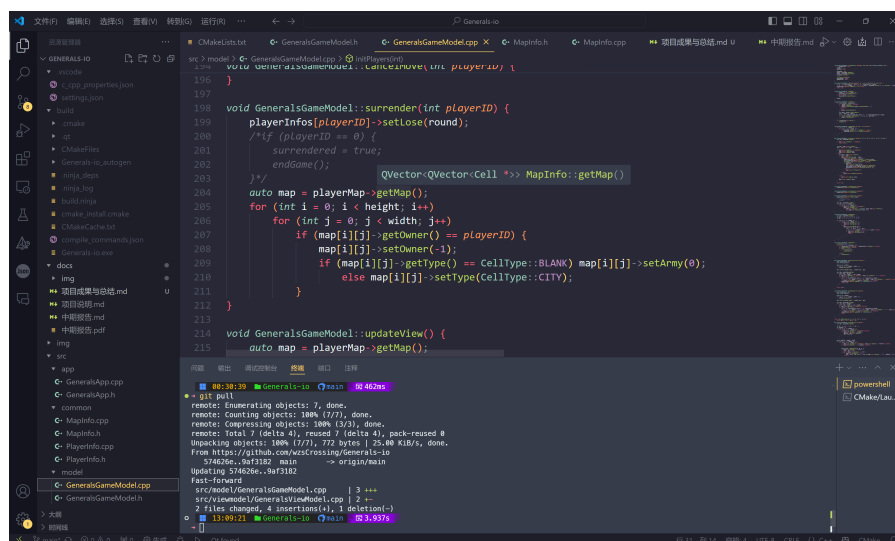 文件(F) 编辑(E) 选择(S) 查看(V) 转到(G) 运行(R) ··· Generals-io
资源管理器 ···
CMakeLists.txt GeneralsGameModel.h GeneralsGameModel.cpp MapInfo.h MapInfo.cpp 项目成果与总结.md U 中期报告.md
GENERALS-IO
src > model > GeneralsGameModel.cpp > initPlayers(int)
.vscode
c_cpp_properties.json
settings.json
build
.cmake
.qt
CMakeFiles
Generals-io_autogen
.ninja_deps
.ninja_log
build.ninja
cmake_install.cmake
CMakeCache.txt
compile_commands.json
Generals-io.exe
docs
img
项目成果与总结.md U
项目说明.md
中期报告.md
中期报告.pdf
img
src
app
GeneralsApp.cpp
GeneralsApp.h
common
MapInfo.cpp
MapInfo.h
PlayerInfo.cpp
PlayerInfo.h
model
GeneralsGameModel.cpp
GeneralsGameModel.h
大纲
时间线
194 void GeneralsGameModel::cancelMove(int playerID) {
196 }
197
198 void GeneralsGameModel::surrender(int playerID) {
199 playerInfos[playerID]->setLose(round);
200 /*if (playerID == 0) {
201 surrendered = true;
202 endGame();
203 }*/
QVector<QVector<Cell *>> MapInfo::getMap()
204 auto map = playerMap->getMap();
205 for (int i = 0; i < height; i++)
206 for (int j = 0; j < width; j++)
207 if (map[i][j]->getOwner() == playerID) {
208 map[i][j]->setOwner(-1);
209 if (map[i][j]->getType() == CellType::BLANK) map[i][j]->setArmy(0);
210 else map[i][j]->setType(CellType::CITY);
211 }
212 }
213
214 void GeneralsGameModel::updateView() {
215 auto map = playerMap->getMap();
问题 输出 调试控制台 终端 端口 注释
00:30:39 Generals-io main 462ms
git pull
remote: Enumerating objects: 7, done.
remote: Counting objects: 100% (7/7), done.
remote: Compressing objects: 100% (3/3), done.
remote: Total 7 (delta 4), reused 7 (delta 4), pack-reused 0
Unpacking objects: 100% (7/7), 772 bytes | 25.00 KiB/s, done.
From https://github.com/wzsCrossing/Generals-io
574626e..9af3182 main -> origin/main
Updating 574626e..9af3182
Fast-forward
src/model/GeneralsGameModel.cpp | 3 +++
src/viewmodel/GeneralsViewModel.cpp | 2 +-
2 files changed, 4 insertions(+), 1 deletion(-)
13:09:21 Generals-io main 3.937s
powershell
CMake/Lau...